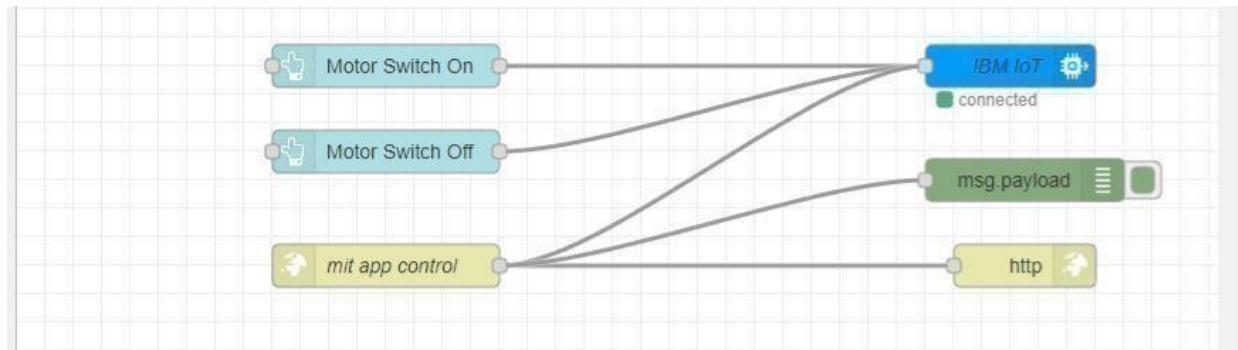 Motor Switch On
IBM IoT
connected
Motor Switch Off
msg.payload
mit app control
http